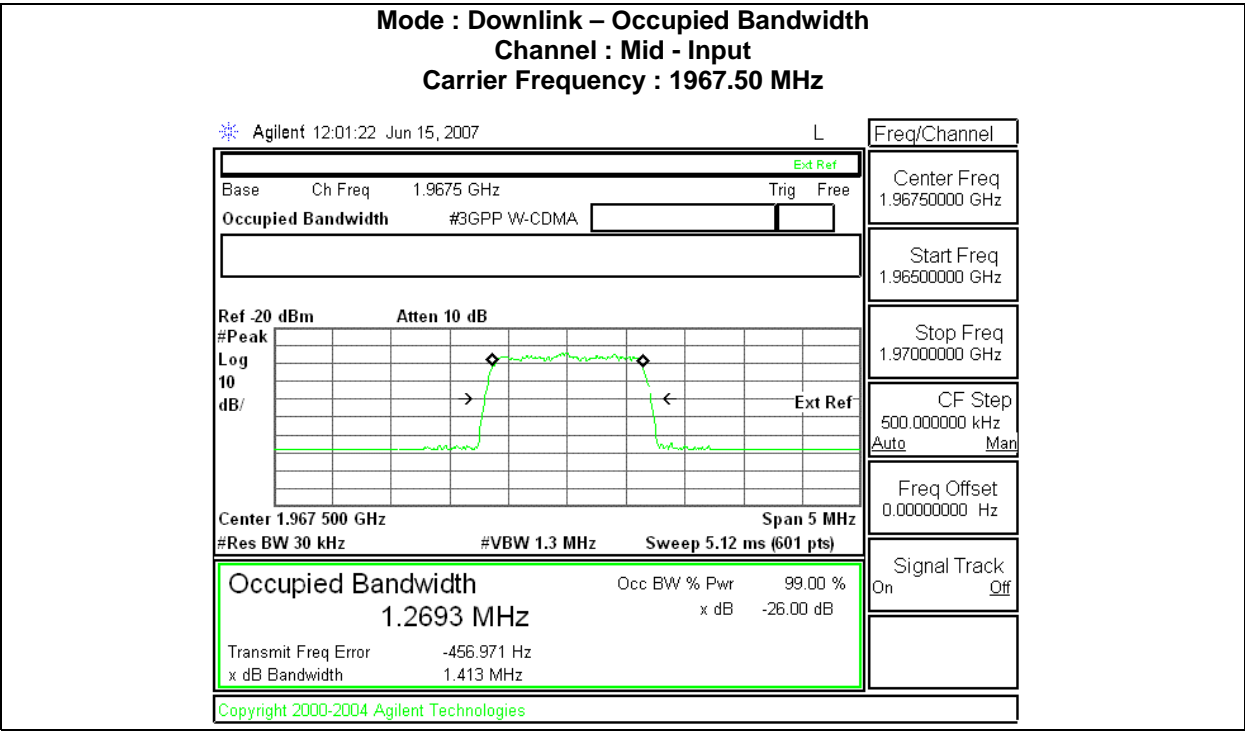 Mode : Downlink – Occupied Bandwidth
Channel : Mid - Input
Carrier Frequency : 1967.50 MHz
Agilent 12:01:22 Jun 15, 2007 L
Freq/Channel
Ext Ref
Base Ch Freq 1.9675 GHz Trig Free
Occupied Bandwidth #3GPP W-CDMA
Center Freq
1.96750000 GHz
Start Freq
1.96500000 GHz
Stop Freq
1.97000000 GHz
CF Step
500.000000 kHz
Auto Man
Freq Offset
0.00000000 Hz
Signal Track
On Off
Ref -20 dBm Atten 10 dB
#Peak
Log
10
dB/
Ext Ref
Center 1.967 500 GHz Span 5 MHz
#Res BW 30 kHz #VBW 1.3 MHz Sweep 5.12 ms (601 pts)
Occupied Bandwidth Occ BW % Pwr 99.00 %
1.2693 MHz x dB -26.00 dB
Transmit Freq Error -456.971 Hz
x dB Bandwidth 1.413 MHz
Copyright 2000-2004 Agilent Technologies